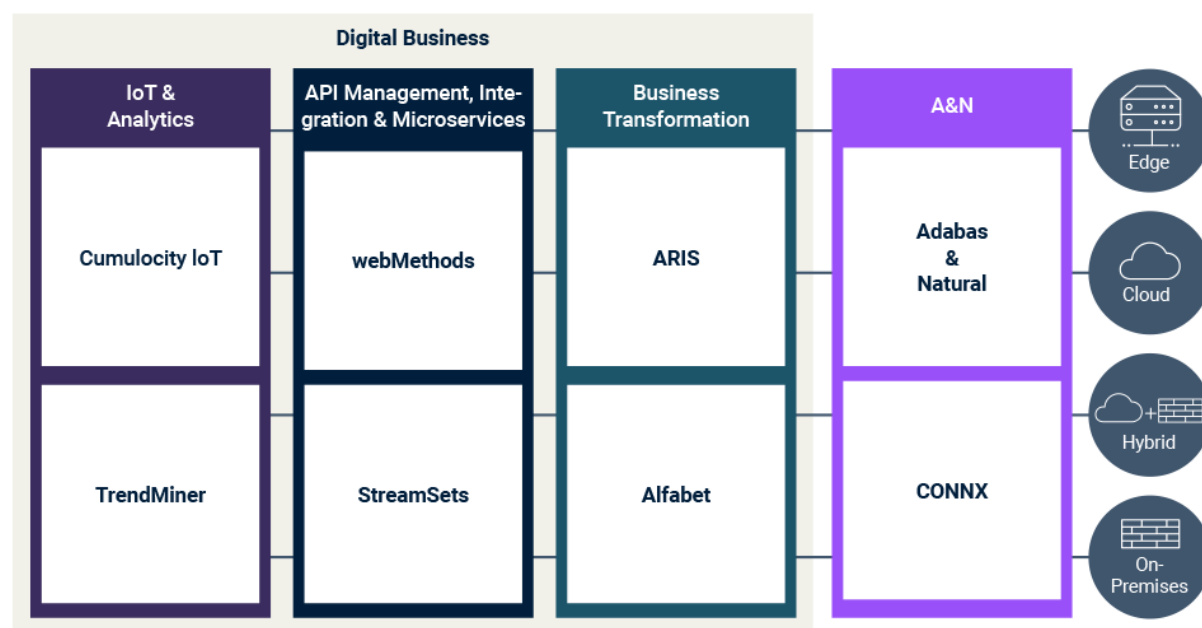 Digital Business
IoT &
Analytics
Cumulocity loT
TrendMiner
API Management, Inte-
gration & Microservices
webMethods
StreamSets
Business
Transformation
ARIS
Alfabet
A&N
Adabas
&
Natural
CONNX
Edge
Cloud
Hybrid
On-
Premises